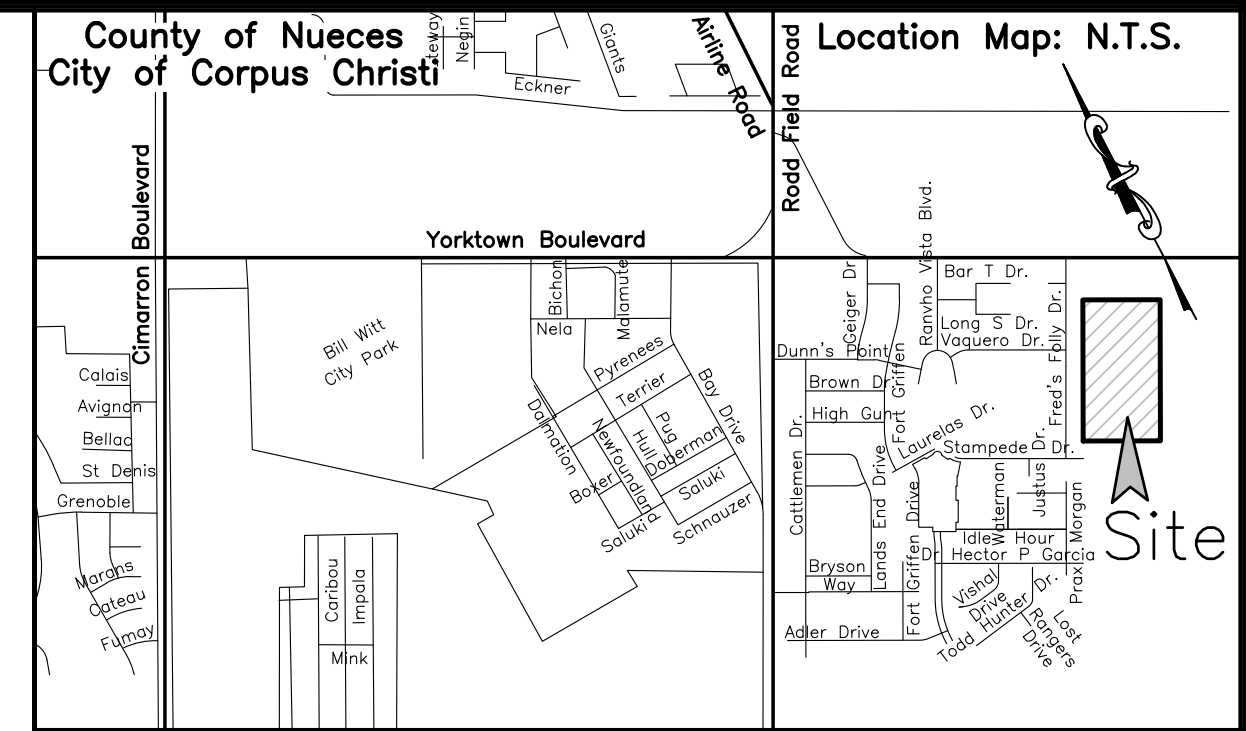 County of Nueces
City of Corpus Christi
Location Map: N.T.S.
teway
Negin
Eckner
Giants
Airline Road
Rodd Field Road
Cimarron Boulevard
Yorktown Boulevard
Bill Witt
City Park
Calais
Avignon
Bellac
St Denis
Grenoble
Marans
Cateau
Fumay
Caribou
Impala
Mink
Bichon
Malamute
Nela
Pyrenees
Terrier
Bay Drive
Dalmation
Newfoundland
Hull
Pug
Doberman
Boxer
Saluki
Saluki
Schnauzer
Geiger Dr.
Ranvho Vista Blvd.
Bar T Dr.
Long S Dr.
Vaquero Dr.
Fred's Folly Dr.
Dunn's Point
Brown Dr.
High Gun
Fort Griffen
Laurelas Dr.
Stampede Dr.
Cattlemen Dr.
Lands End Drive
Fort Griffen Drive
Waterman
Justus Dr.
Idle Hour
Dr Hector P Garcia
Prax Morgan
Bryson
Way
Adler Drive
Vishal
Drive
Todd Hunter Dr.
Lost
Rangers
Drive
Site